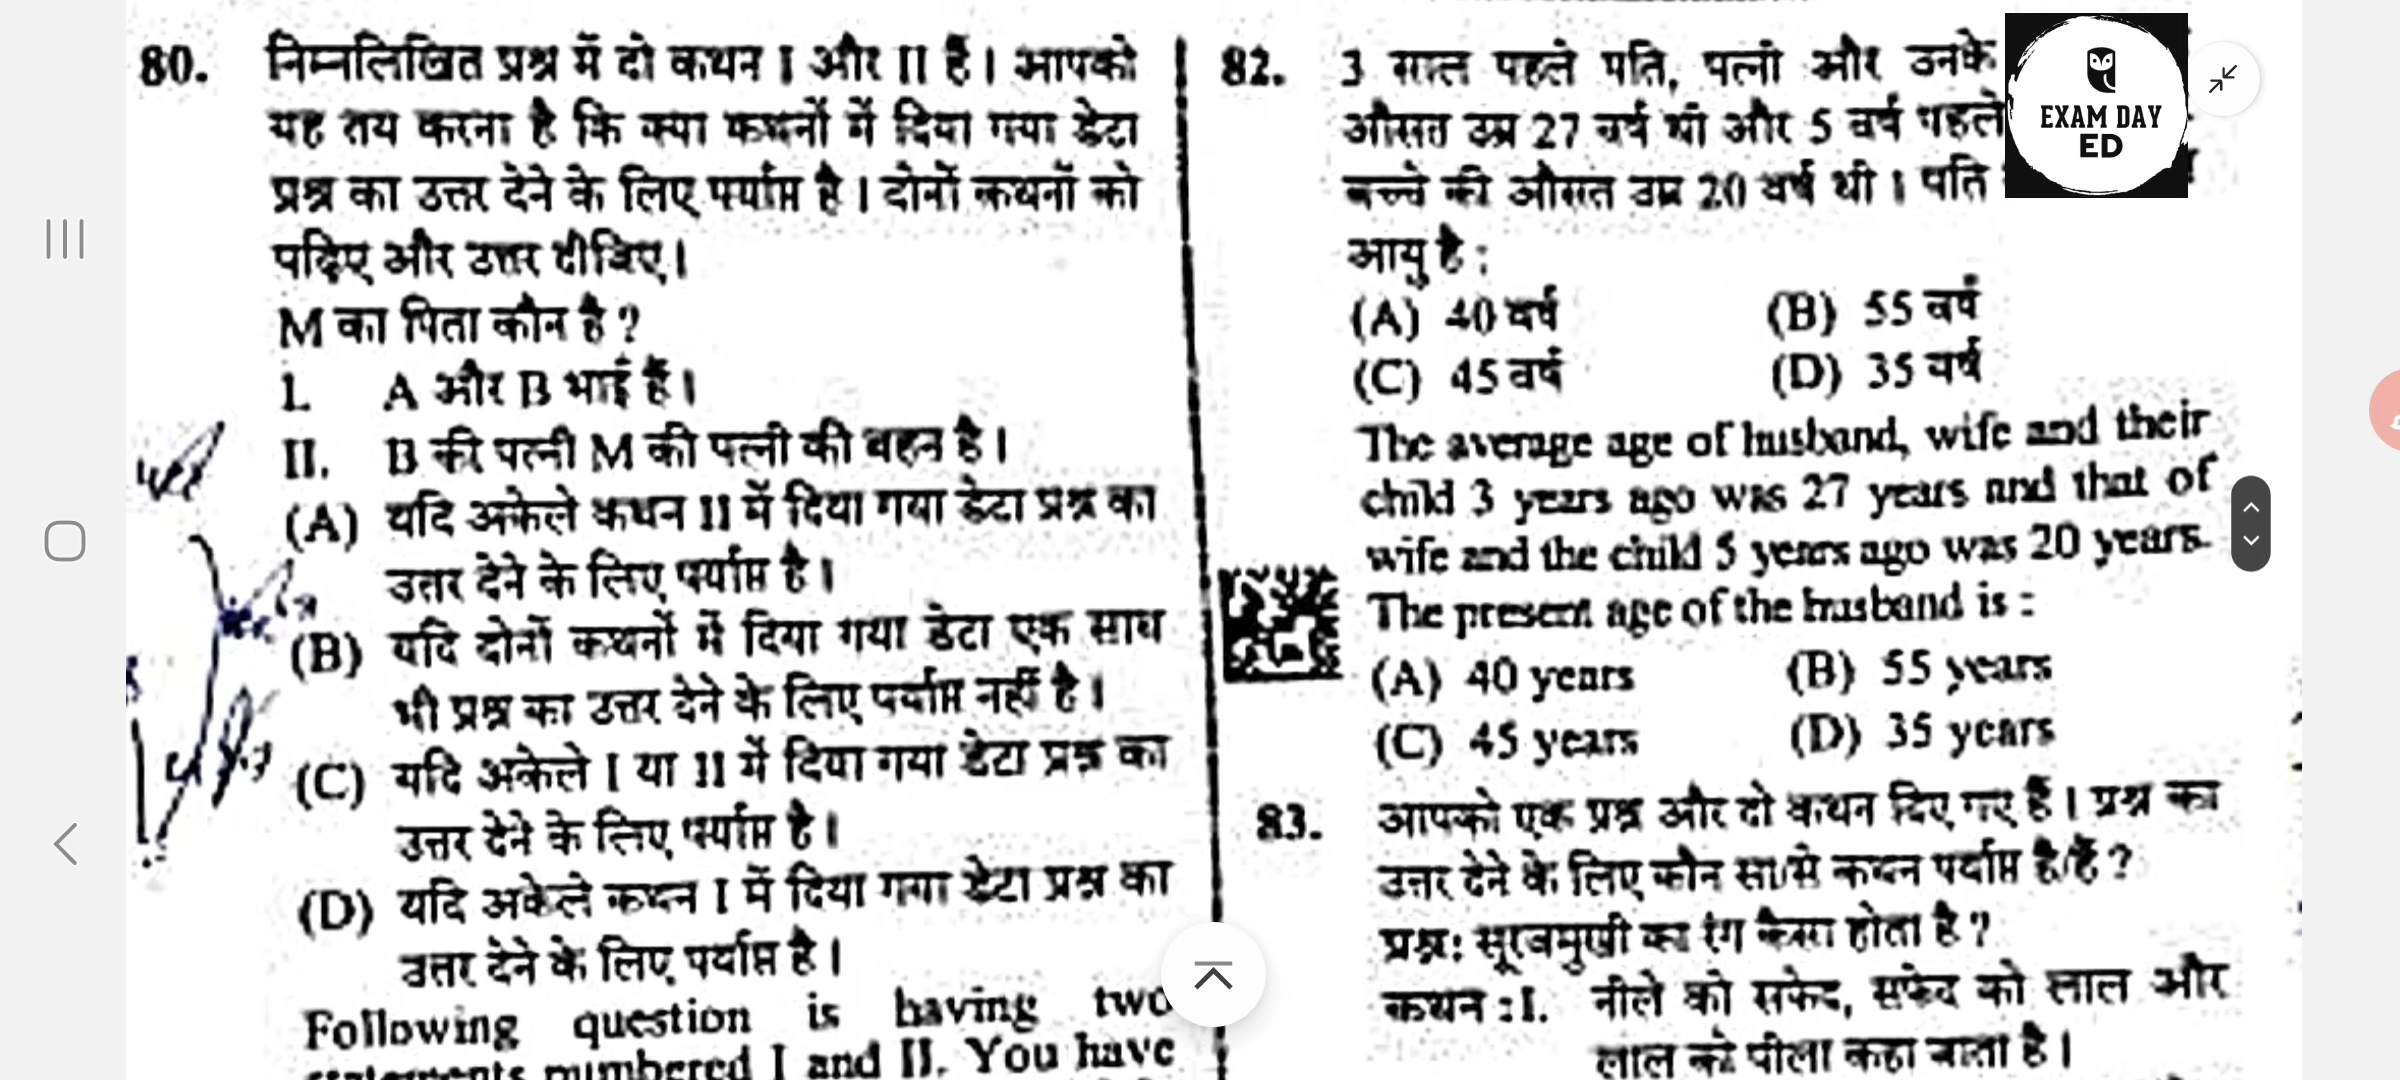 80. निम्नलिखित प्रश्न में दो कथन I और II हैं। आपको
यह तय करना है कि क्या कथनों में दिया गया डेटा
प्रश्न का उत्तर देने के लिए पर्याप्त है। दोनों कथनों को
पढ़िए और उत्तर दीजिए।
M का पिता कौन है ?
I. A और B भाई हैं।
II. B की पत्नी M की पत्नी की बहन है।
(A) यदि अकेले कथन II में दिया गया डेटा प्रश्न का
उत्तर देने के लिए पर्याप्त है।
(B) यदि दोनों कथनों में दिया गया डेटा एक साथ
भी प्रश्न का उत्तर देने के लिए पर्याप्त नहीं है।
(C) यदि अकेले I या II में दिया गया डेटा प्रश्न का
उत्तर देने के लिए पर्याप्त है।
(D) यदि अकेले कथन I में दिया गया डेटा प्रश्न का
उत्तर देने के लिए पर्याप्त है।
Following question is having two
statements numbered I and II. You have
82. 3 साल पहले पति, पत्नी और उनके
औसत उम्र 27 वर्ष थी और 5 वर्ष पहले
बच्चे की औसत उम्र 20 वर्ष थी। पति
आयु है :
(A) 40 वर्ष (B) 55 वर्ष
(C) 45 वर्ष (D) 35 वर्ष
The average age of husband, wife and their
child 3 years ago was 27 years and that of
wife and the child 5 years ago was 20 years.
The present age of the husband is :
(A) 40 years (B) 55 years
(C) 45 years (D) 35 years
83. आपको एक प्रश्न और दो कथन दिए गए हैं। प्रश्न का
उत्तर देने के लिए कौन सा/से कथन पर्याप्त है/हैं ?
प्रश्न: सूरजमुखी का रंग कैसा होता है ?
कथन : I. नीले को सफेद, सफेद को लाल और
लाल को पीला कहा जाता है।
EXAM DAY
ED